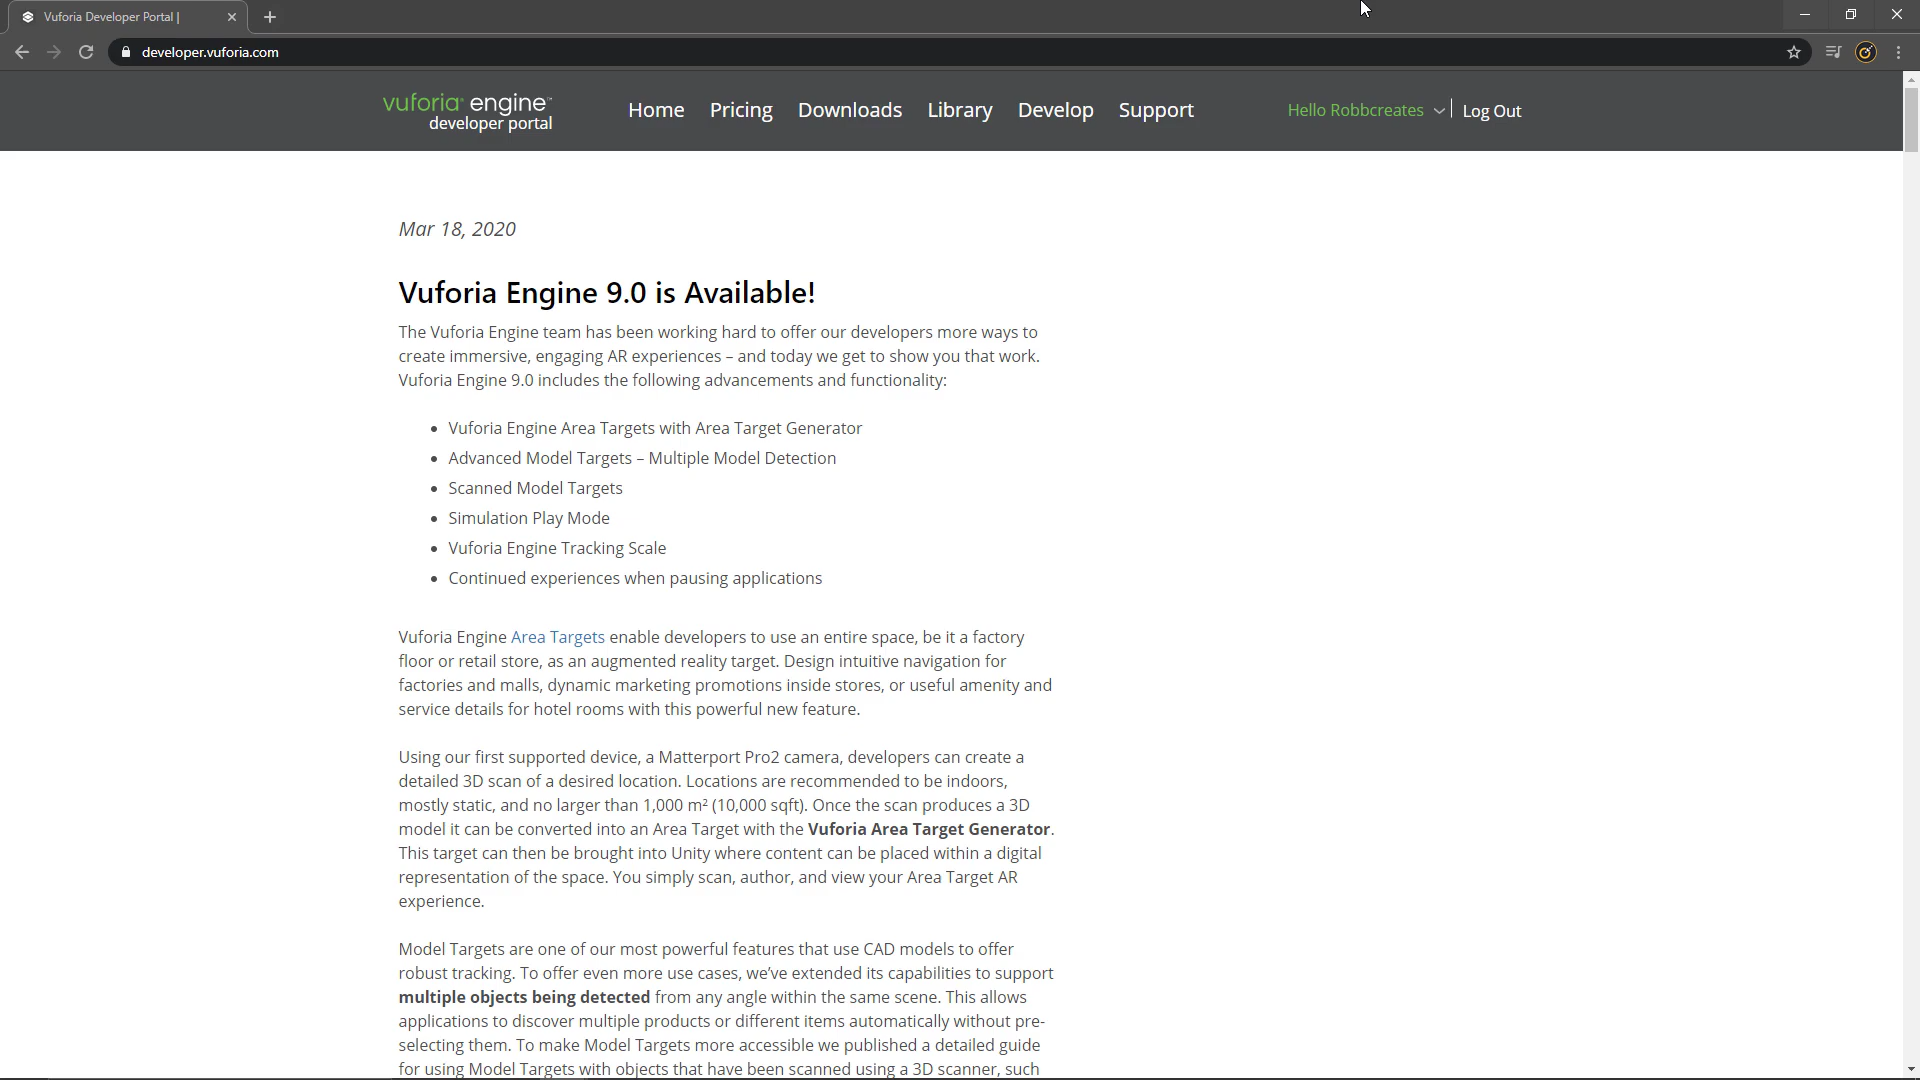 Vuforia Developer Portal |
developer.vuforia.com
vuforia® engine™
developer portal
Home Pricing Downloads Library Develop Support
Hello Robbcreates | Log Out
Mar 18, 2020
Vuforia Engine 9.0 is Available!
The Vuforia Engine team has been working hard to offer our developers more ways to
create immersive, engaging AR experiences – and today we get to show you that work.
Vuforia Engine 9.0 includes the following advancements and functionality:
• Vuforia Engine Area Targets with Area Target Generator
• Advanced Model Targets – Multiple Model Detection
• Scanned Model Targets
• Simulation Play Mode
• Vuforia Engine Tracking Scale
• Continued experiences when pausing applications
Vuforia Engine Area Targets enable developers to use an entire space, be it a factory
floor or retail store, as an augmented reality target. Design intuitive navigation for
factories and malls, dynamic marketing promotions inside stores, or useful amenity and
service details for hotel rooms with this powerful new feature.
Using our first supported device, a Matterport Pro2 camera, developers can create a
detailed 3D scan of a desired location. Locations are recommended to be indoors,
mostly static, and no larger than 1,000 m² (10,000 sqft). Once the scan produces a 3D
model it can be converted into an Area Target with the Vuforia Area Target Generator.
This target can then be brought into Unity where content can be placed within a digital
representation of the space. You simply scan, author, and view your Area Target AR
experience.
Model Targets are one of our most powerful features that use CAD models to offer
robust tracking. To offer even more use cases, we’ve extended its capabilities to support
multiple objects being detected from any angle within the same scene. This allows
applications to discover multiple products or different items automatically without pre-
selecting them. To make Model Targets more accessible we published a detailed guide
for using Model Targets with objects that have been scanned using a 3D scanner, such